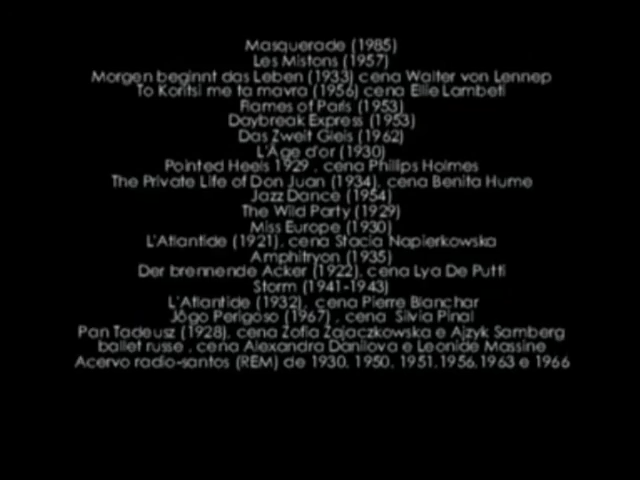 Masquerade (1985)
Les Mistons (1957)
Morgen beginnt das Leben (1933) cena Walter von Lennep
To Koritsi me ta mavra (1956) cena Ellie Lambeti
Flames of Paris (1953)
Daybreak Express (1953)
Das Zweit Gleis (1962)
L'Âge d'or (1930)
Pointed Heels 1929 , cena Phillips Holmes
The Private Life of Don Juan (1934), cena Benita Hume
Jazz Dance (1954)
The Wild Party (1929)
Miss Europe (1930)
L'Atlantide (1921), cena Stacia Napierkowska
Amphitryon (1935)
Der brennende Acker (1922), cena Lya De Putti
Storm (1941-1943)
L'Atlantide (1932), cena Pierre Blanchar
Jôgo Perigoso (1967) , cena Silvia Pinal
Pan Tadeusz (1928), cena Zofia Zajaczkowska e Ajzyk Samberg
ballet russe , cena Alexandra Danilova e Leonide Massine
Acervo radio-santos (REM) de 1930, 1950, 1951,1956,1963 e 1966